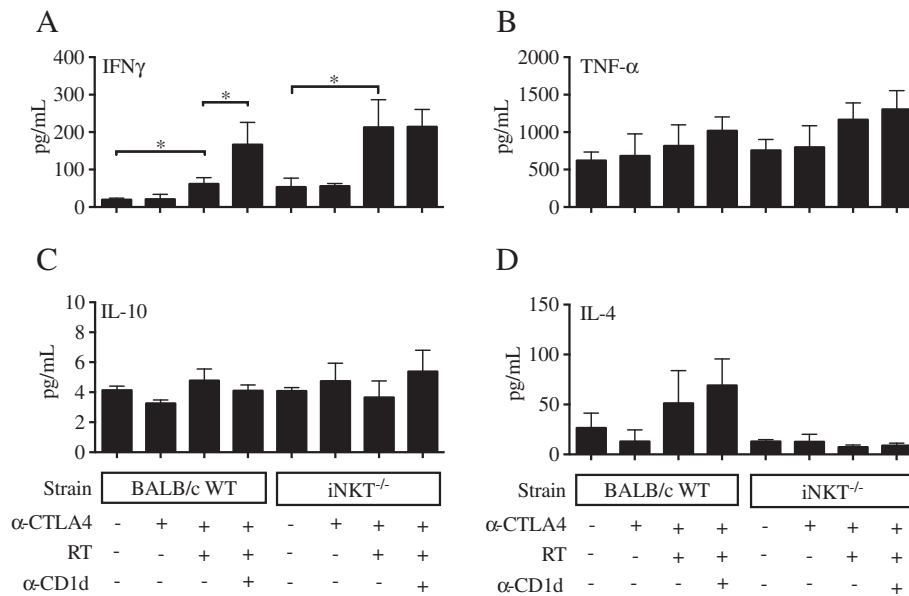 A
IFNγ
pg/mL
400
300
200
100
0
*
*
*
B
TNF-α
pg/mL
2000
1500
1000
500
0
C
IL-10
pg/mL
10
8
6
4
2
0
D
IL-4
pg/mL
150
100
50
0
Strain BALB/c WT iNKT-/-
α-CTLA4 - + + + - + + +
RT - - + + - - + +
α-CD1d - - - + - - - +
Strain BALB/c WT iNKT-/-
α-CTLA4 - + + + - + + +
RT - - + + - - + +
α-CD1d - - - + - - - +